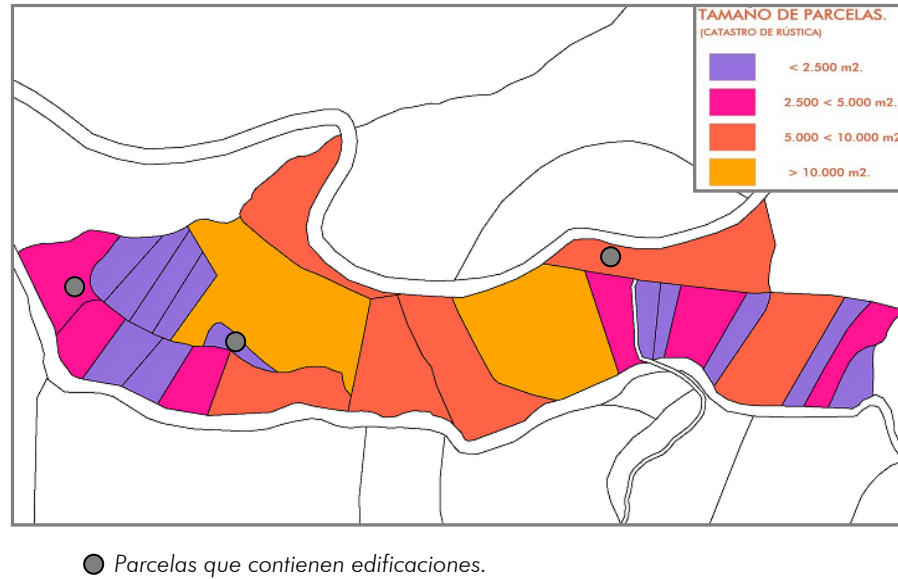 TAMAÑO DE PARCELAS.
(CATASTRO DE RÚSTICA)
< 2.500 m2.
2.500 < 5.000 m2.
5.000 < 10.000 m2
> 10.000 m2.
Parcelas que contienen edificaciones.